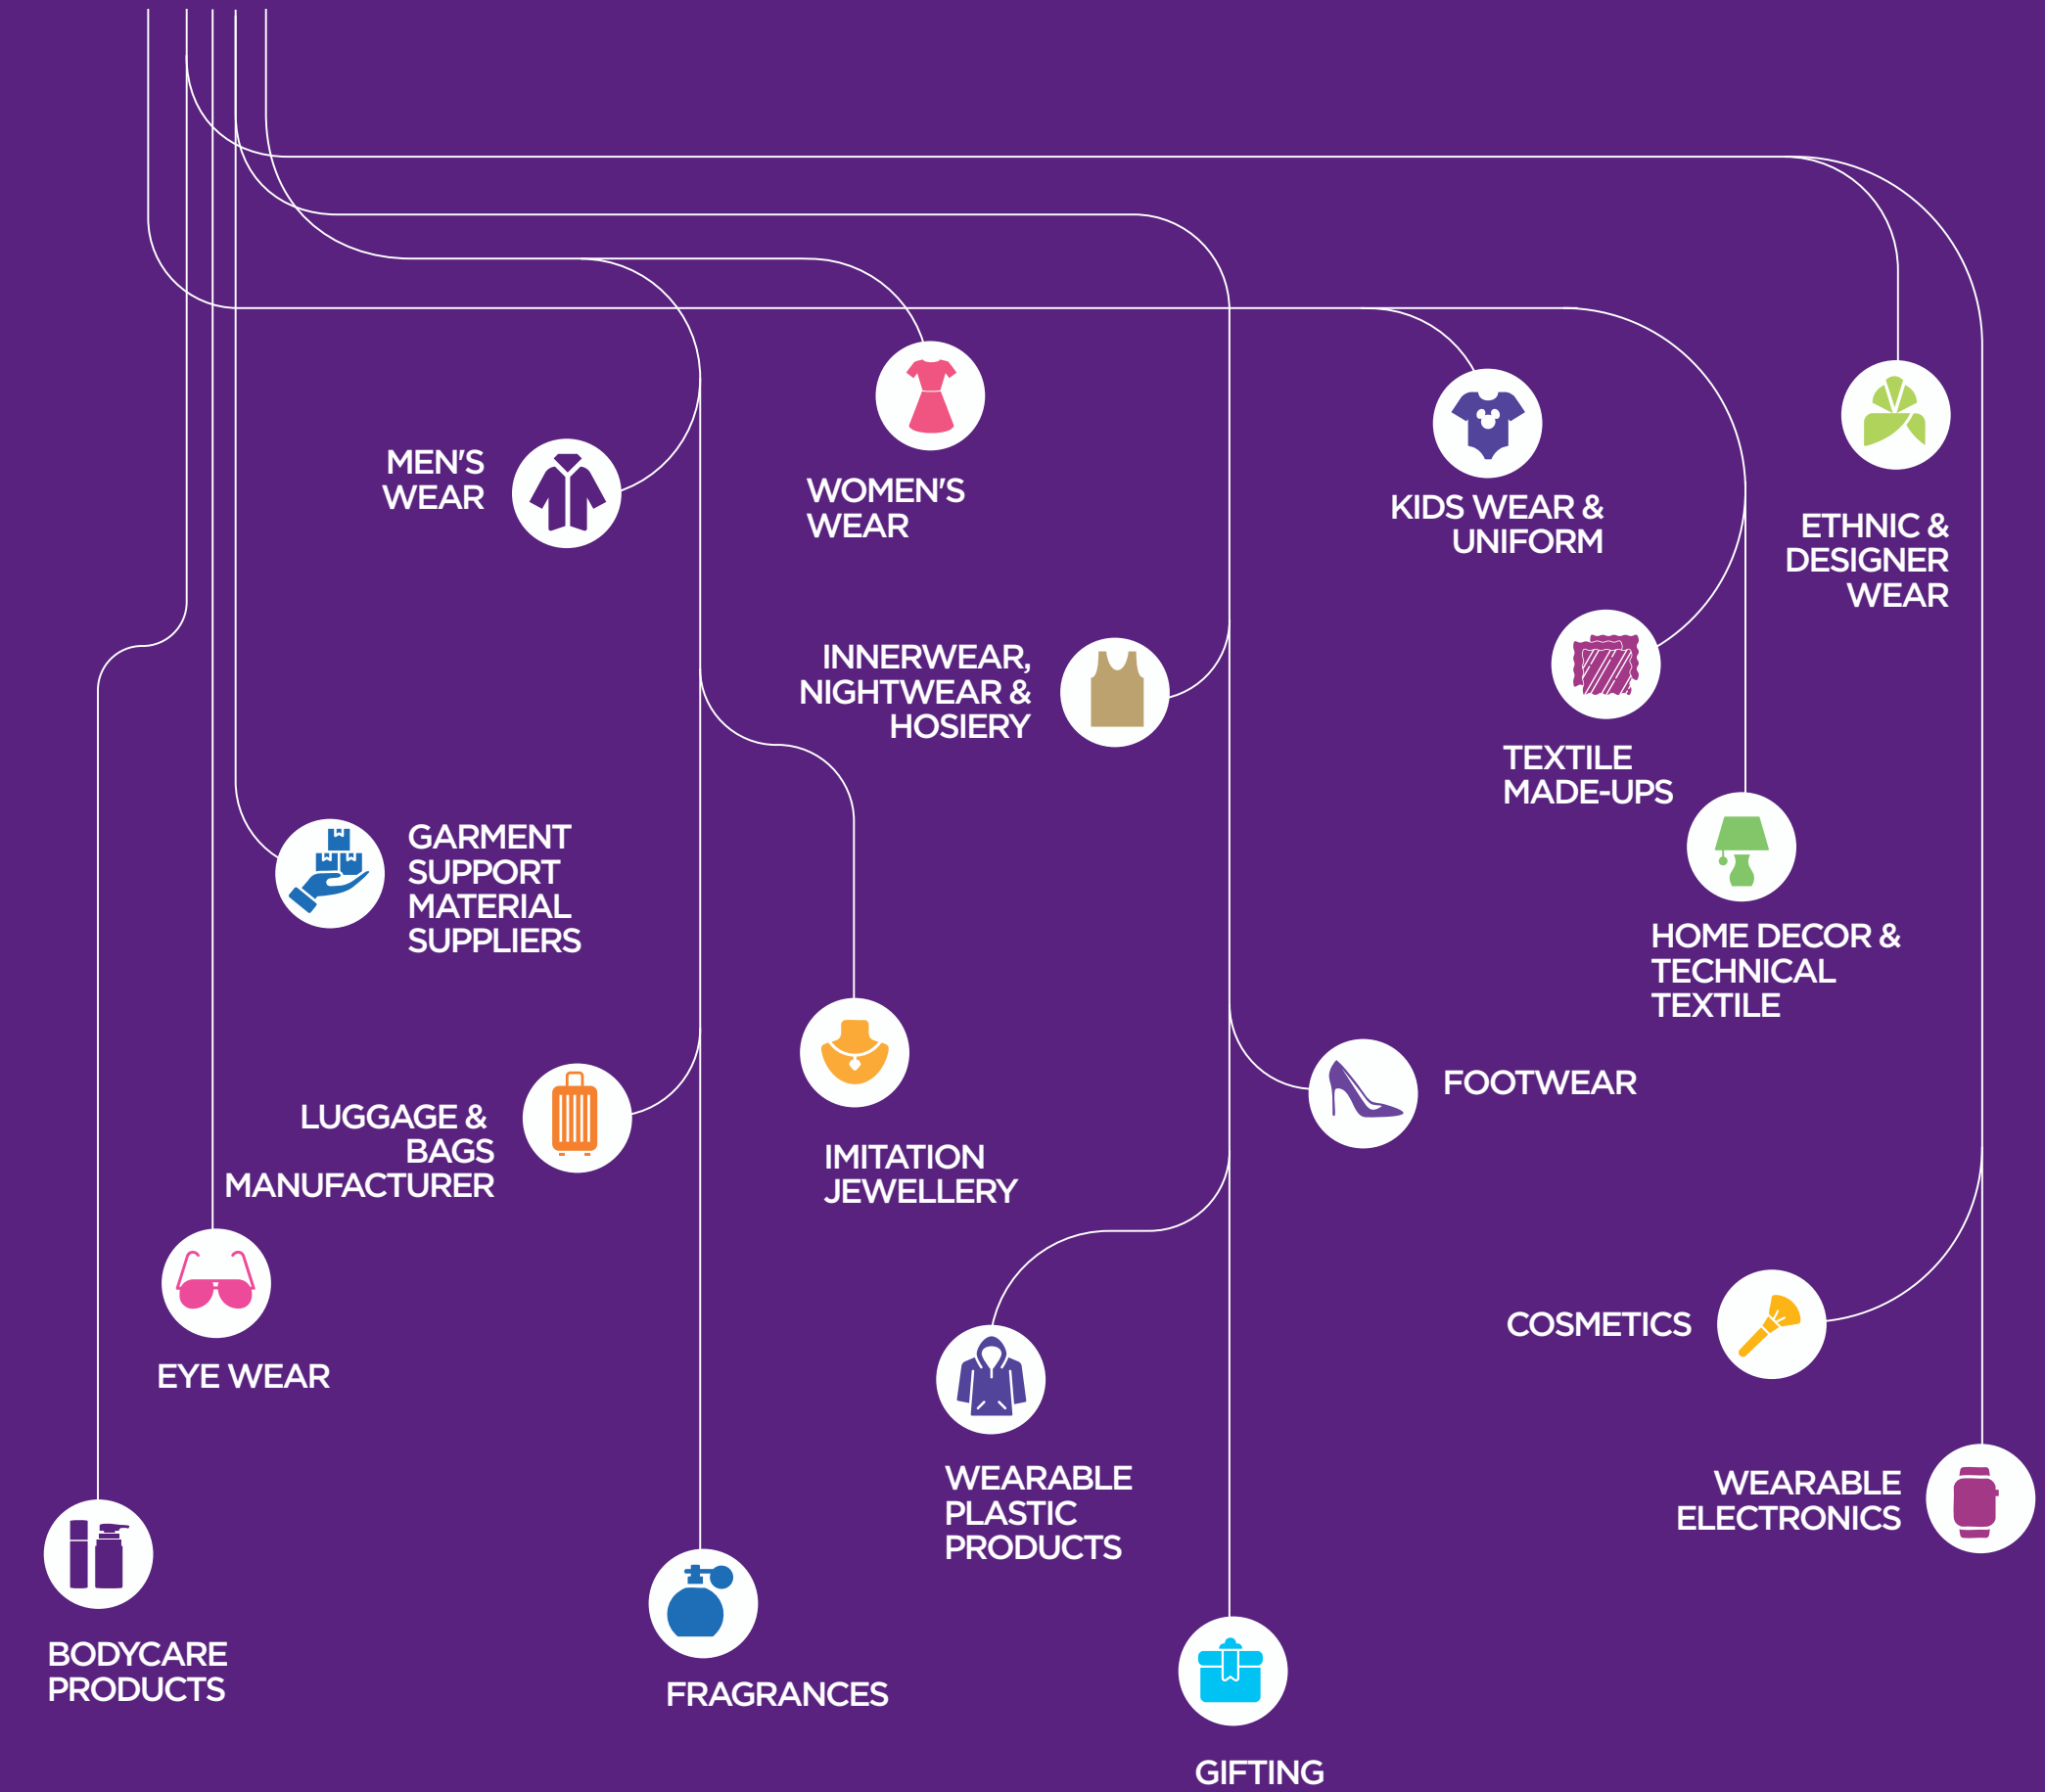 MEN'S
WEAR
WOMEN'S
WEAR
KIDS WEAR &
UNIFORM
ETHNIC &
DESIGNER
WEAR
INNERWEAR,
NIGHTWEAR &
HOSIERY
TEXTILE
MADE-UPS
GARMENT
SUPPORT
MATERIAL
SUPPLIERS
HOME DECOR &
TECHNICAL
TEXTILE
FOOTWEAR
LUGGAGE &
BAGS
MANUFACTURER
IMITATION
JEWELLERY
COSMETICS
EYE WEAR
WEARABLE
PLASTIC
PRODUCTS
WEARABLE
ELECTRONICS
BODYCARE
PRODUCTS
FRAGRANCES
GIFTING